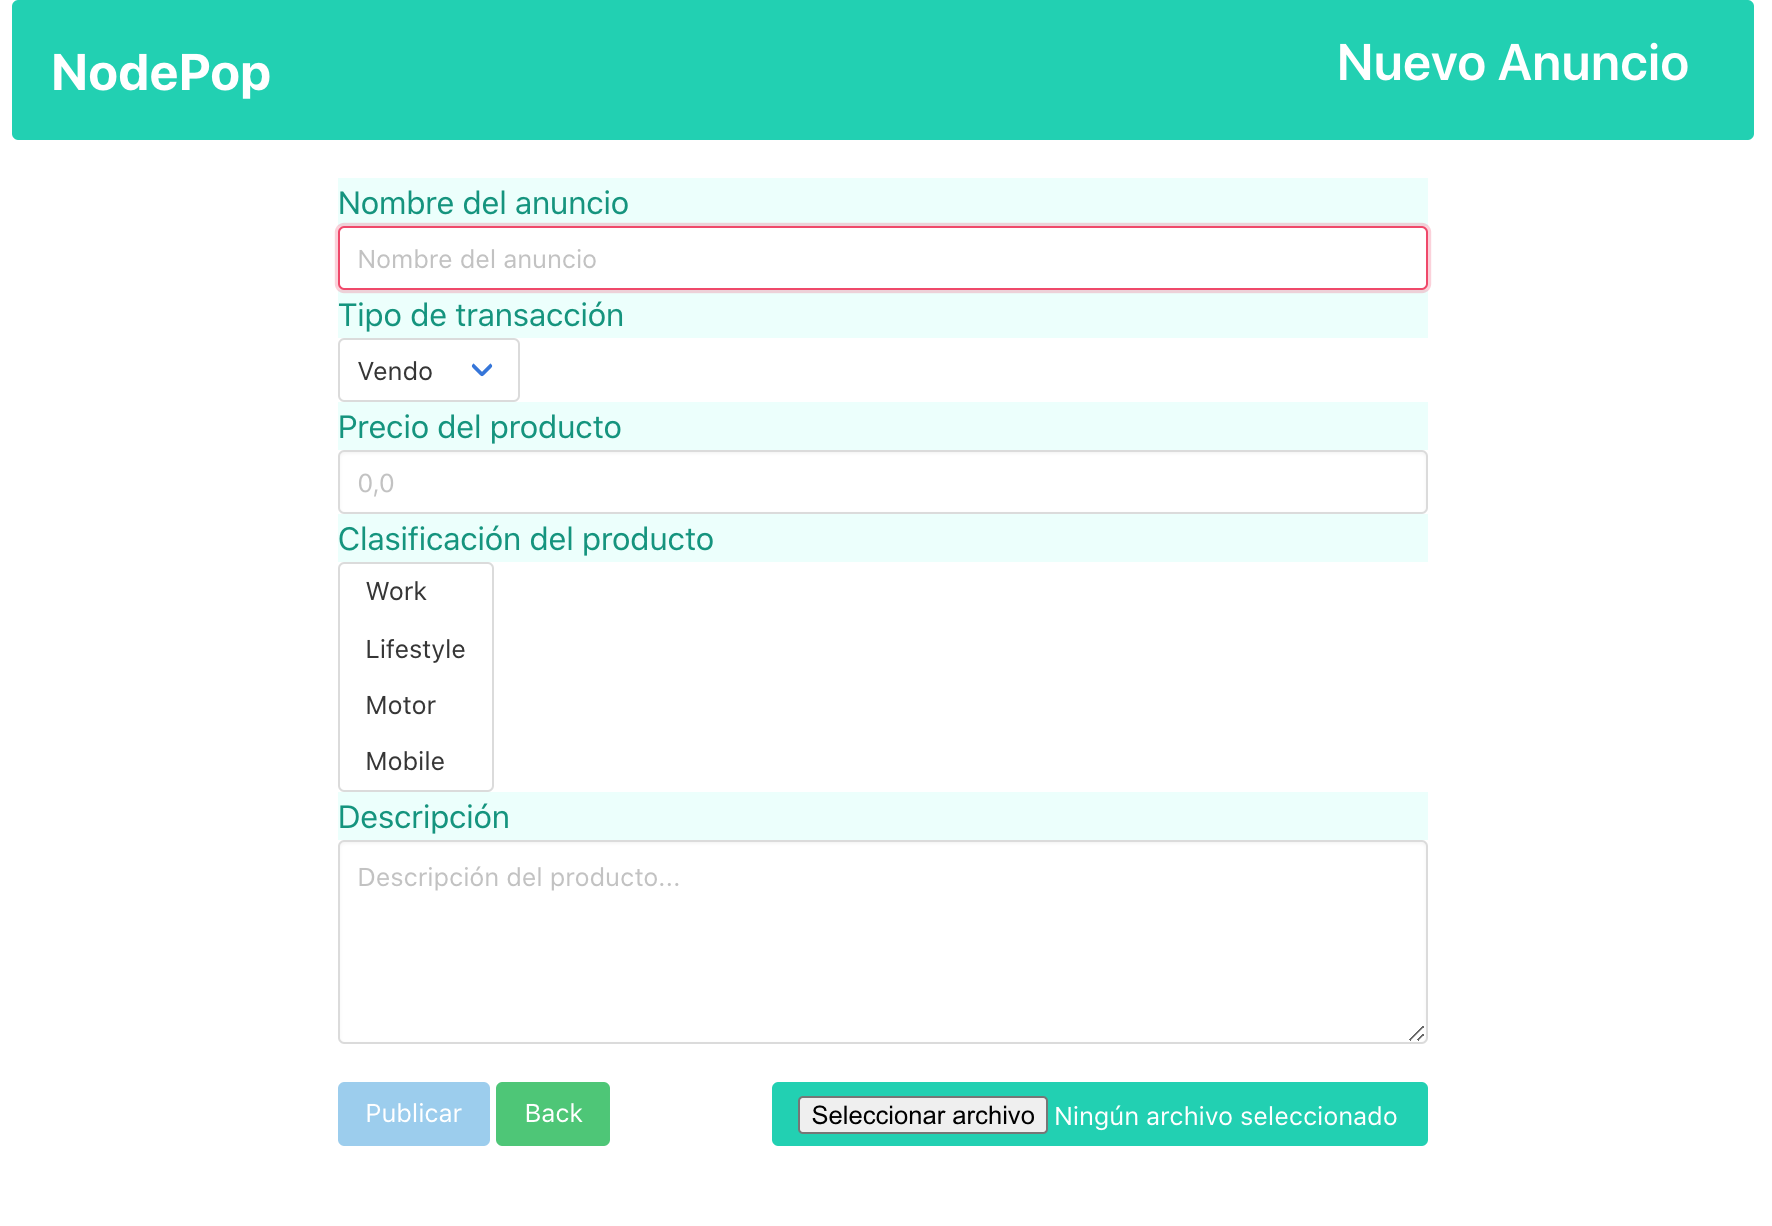 NodePop
Nuevo Anuncio
Nombre del anuncio
Nombre del anuncio
Tipo de transacción
Vendo
Precio del producto
0,0
Clasificación del producto
Work
Lifestyle
Motor
Mobile
Descripción
Descripción del producto...
Publicar Back Seleccionar archivo Ningún archivo seleccionado